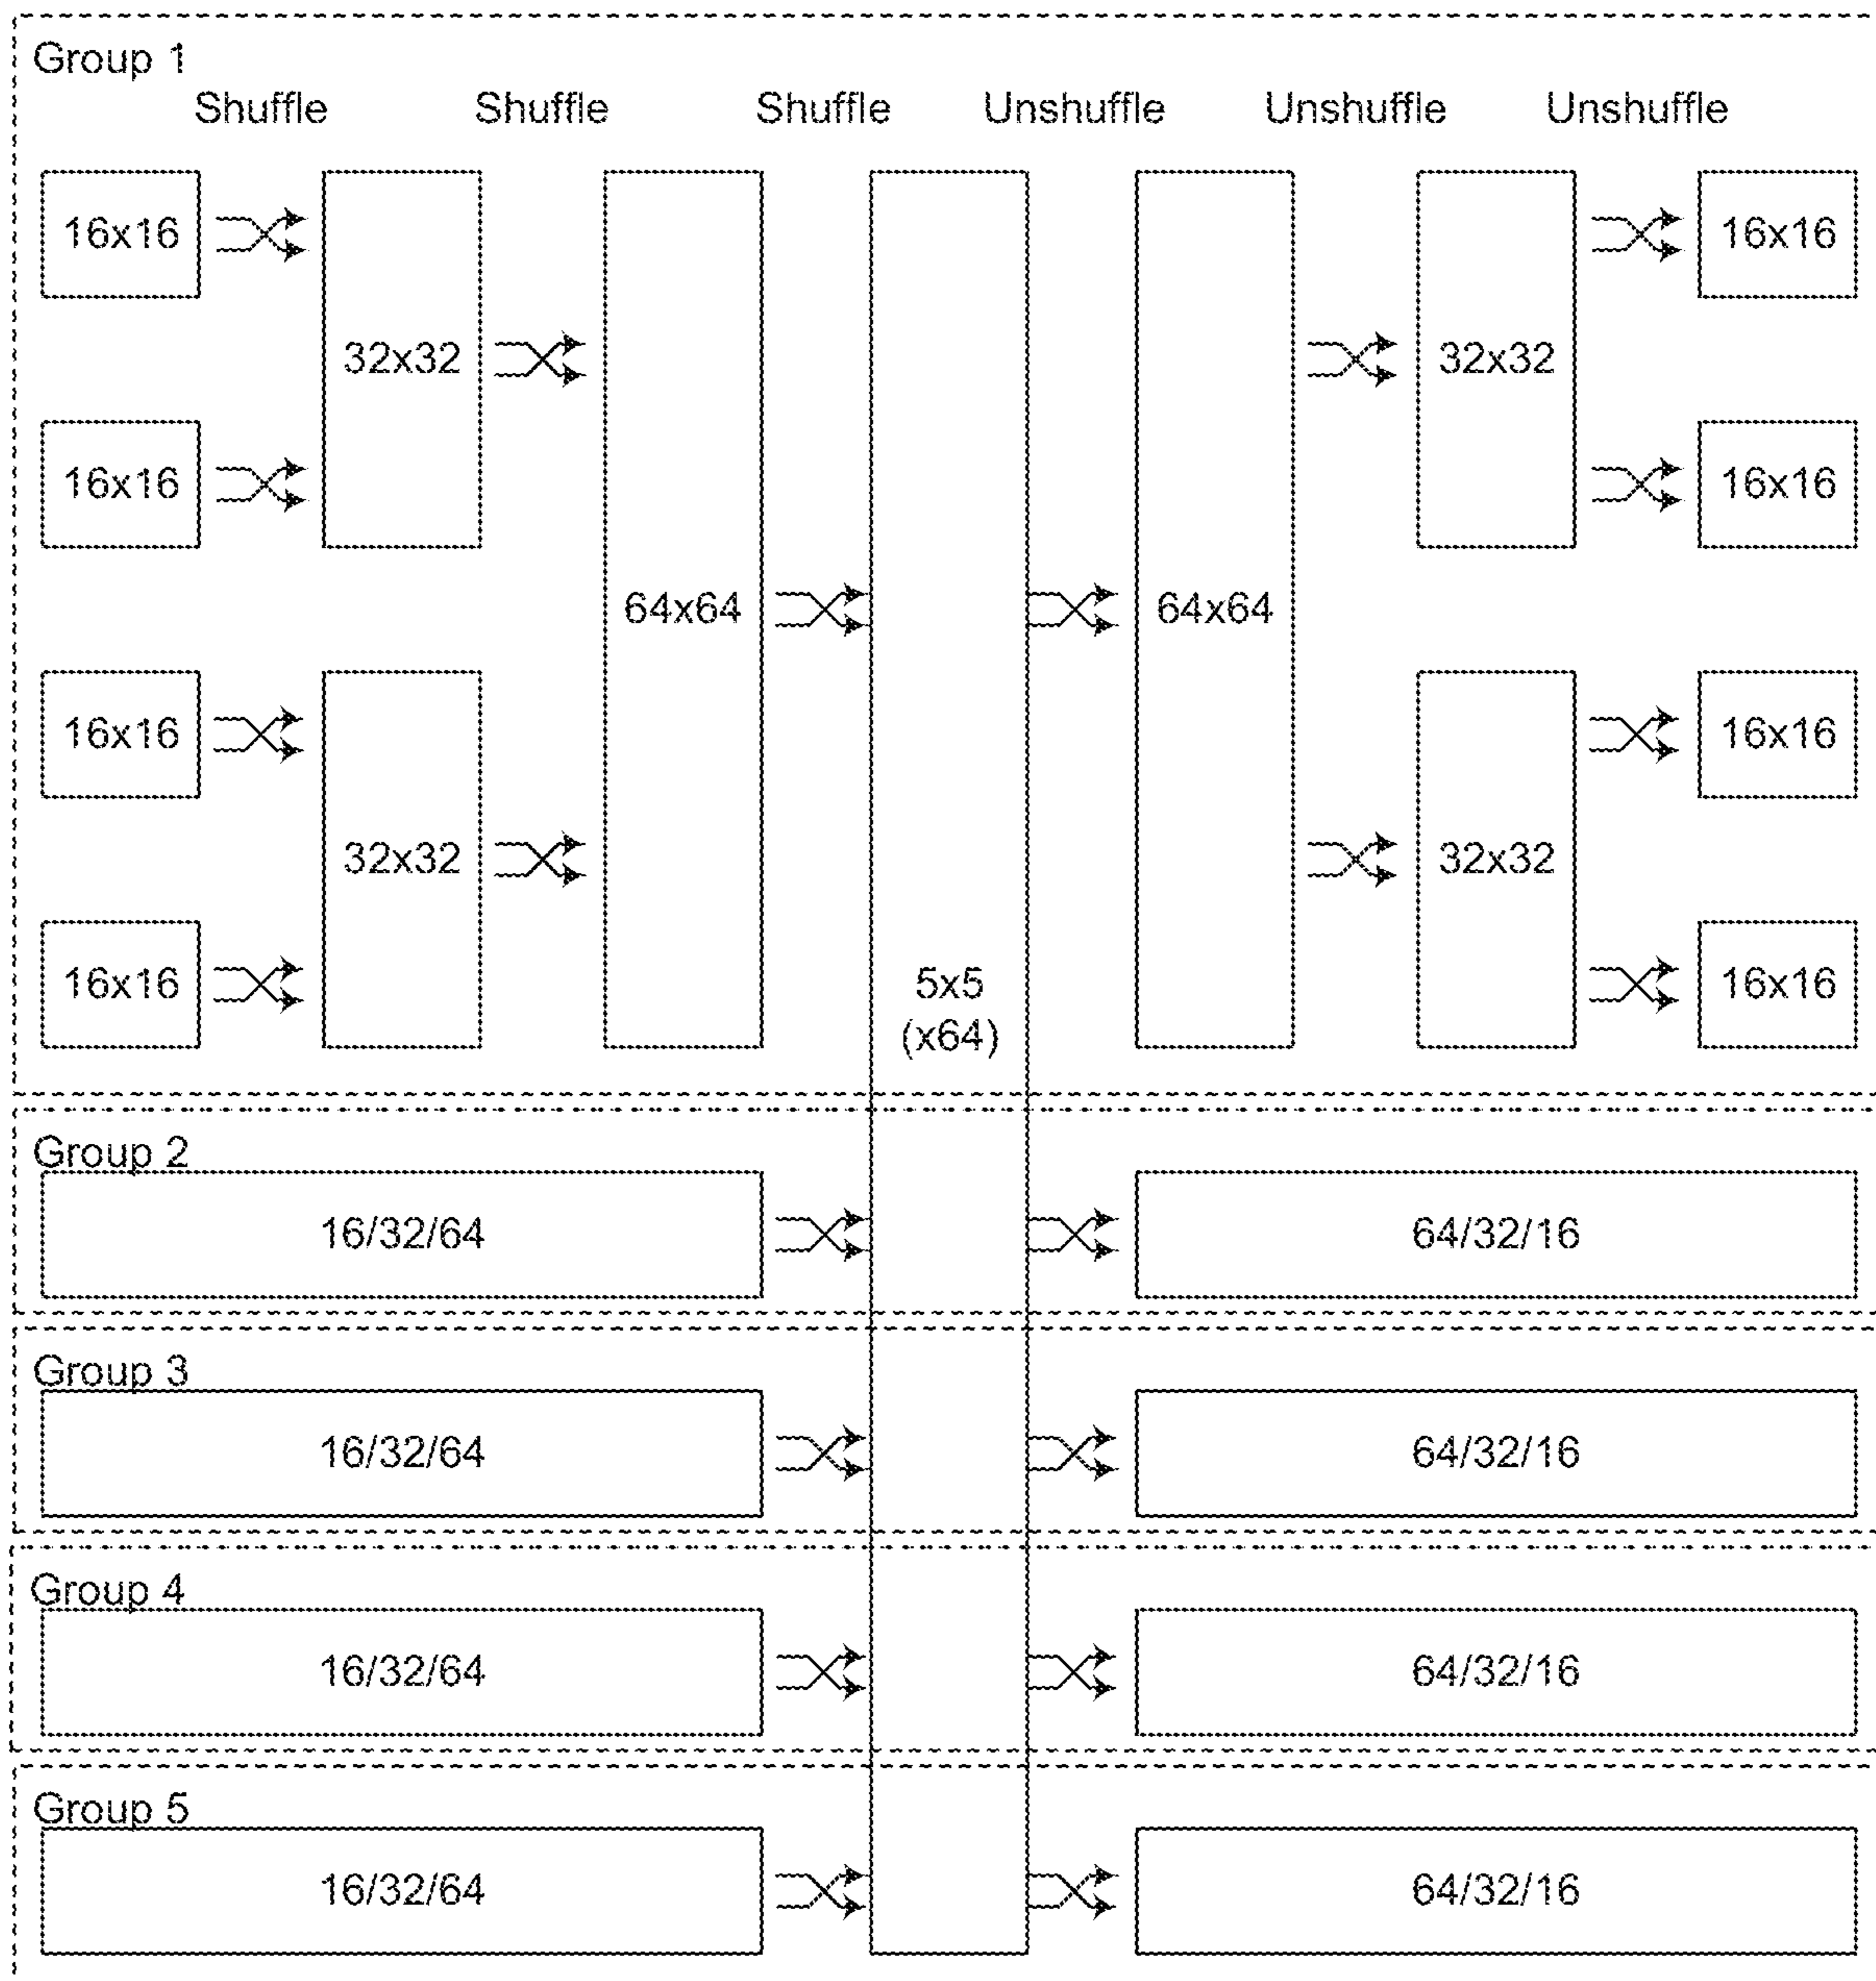 Group 1
Shuffle Shuffle Shuffle Unshuffle Unshuffle Unshuffle
16x16 16x16
32x32 32x32
16x16 16x16
64x64 64x64
16x16 16x16
32x32 32x32
16x16 5x5 16x16
(x64)
Group 2
16/32/64 64/32/16
Group 3
16/32/64 64/32/16
Group 4
16/32/64 64/32/16
Group 5
16/32/64 64/32/16